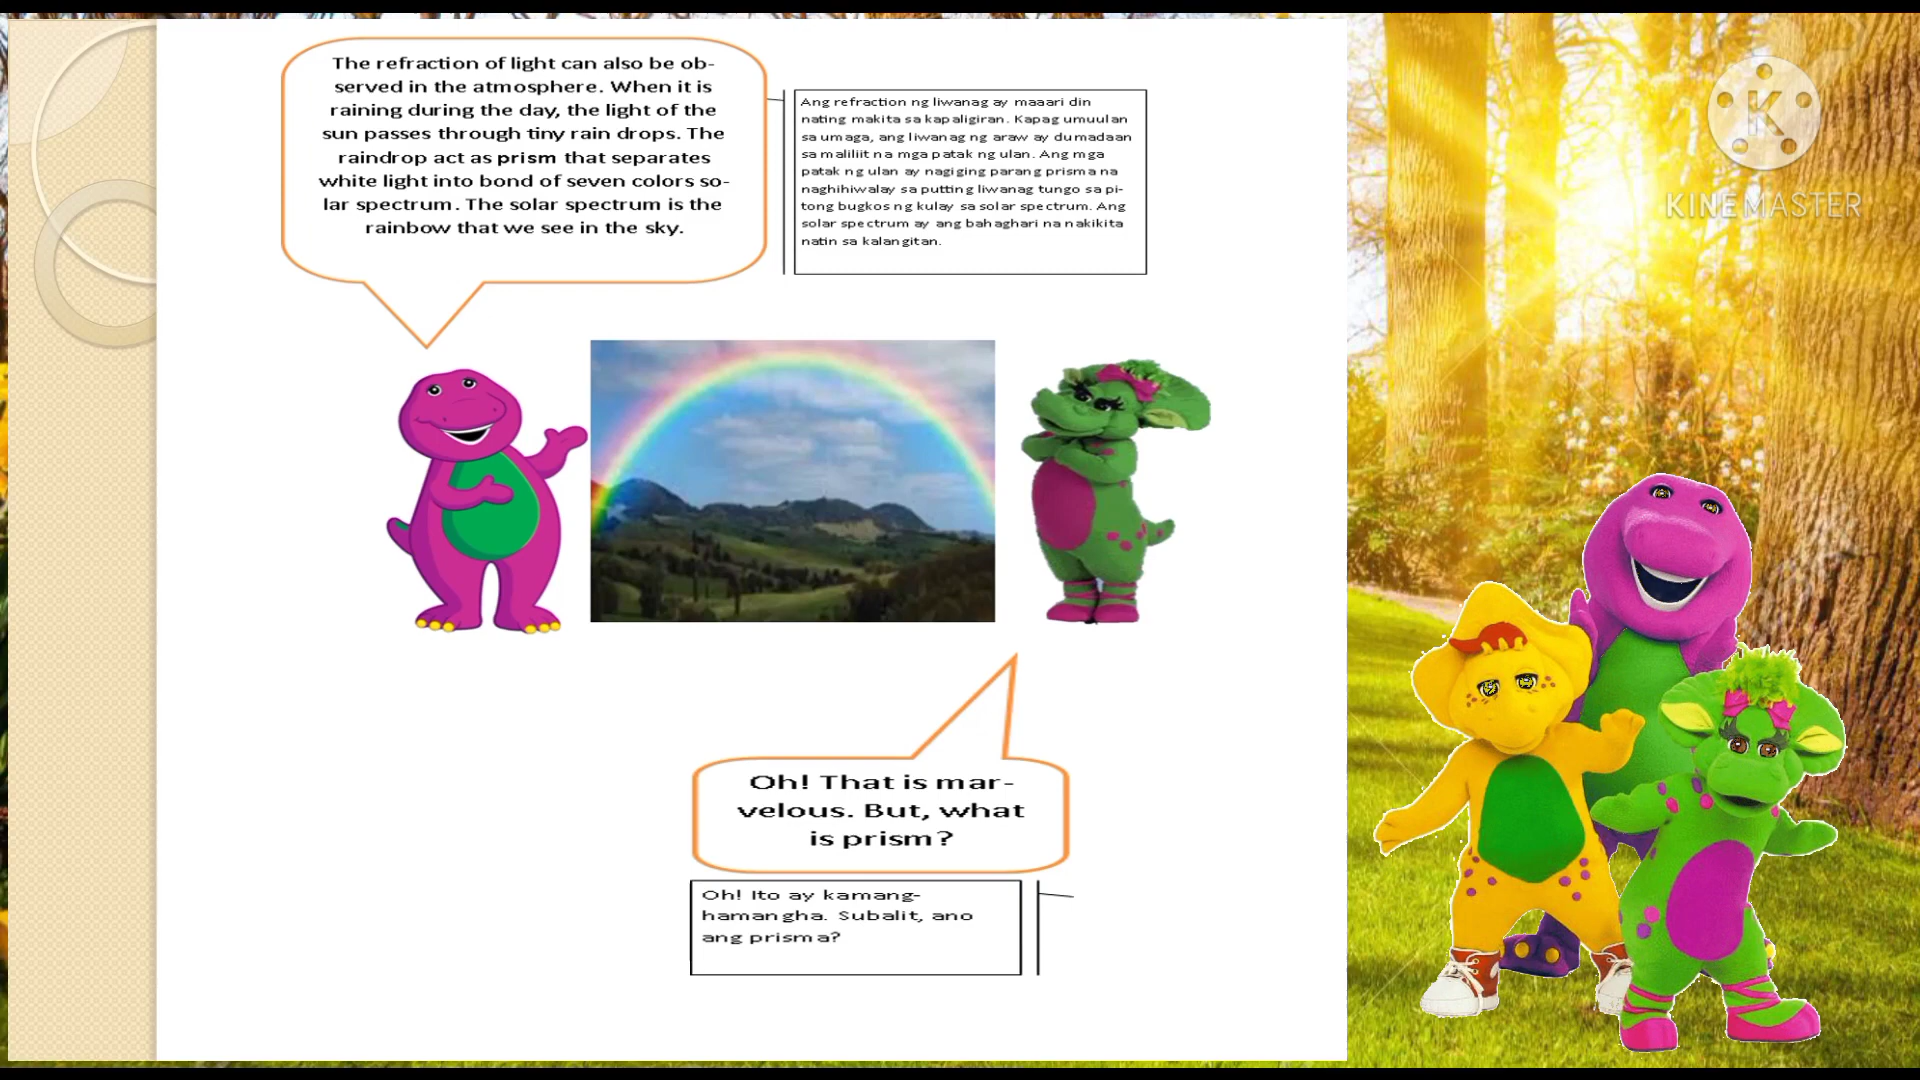 The refraction of light can also be ob-
served in the atmosphere. When it is
raining during the day, the light of the
sun passes through tiny rain drops. The
raindrop act as prism that separates
white light into bond of seven colors so-
lar spectrum. The solar spectrum is the
rainbow that we see in the sky.
Ang refraction ng liwanag ay maaari din
nating makita sa kapaligiran. Kapag umuulan
sa umaga, ang liwanag ng araw ay dumadaan
sa maliliit na mga patak ng ulan. Ang mga
patak ng ulan ay nagiging parang prisma na
naghihiwalay sa putting liwanag tungo sa pi-
tong bugkos ng kulay sa solar spectrum. Ang
solar spectrum ay ang bahaghari na nakikita
natin sa kalangitan.
K
KINEMASTER
Oh! That is mar-
velous. But, what
is prism?
Oh! Ito ay kamang-
hamangha. Subalit, ano
ang prisma?